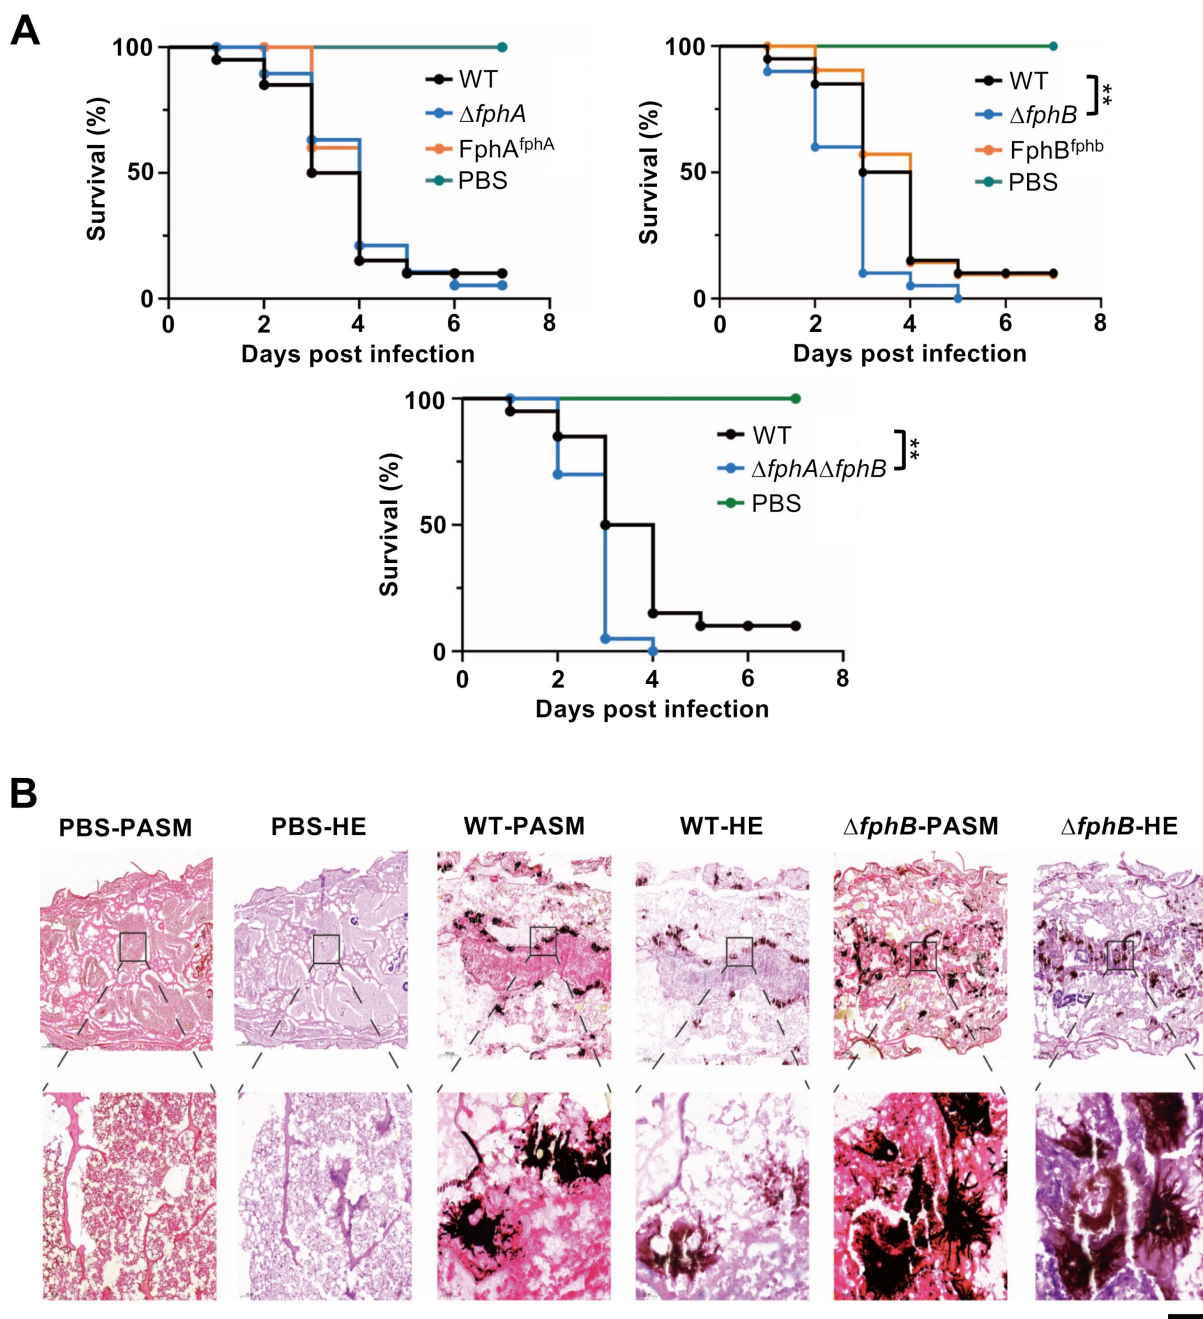 A
100
50
0
0 2 4 6 8
Survival (%)
Days post infection
WT
ΔfphA
FphA^fphA
PBS
100
50
0
0 2 4 6 8
Survival (%)
Days post infection
WT
ΔfphB
**
FphB^fphb
PBS
100
50
0
0 2 4 6 8
Survival (%)
Days post infection
WT
ΔfphAΔfphB
**
PBS
B
PBS-PASM PBS-HE WT-PASM WT-HE ΔfphB-PASM ΔfphB-HE